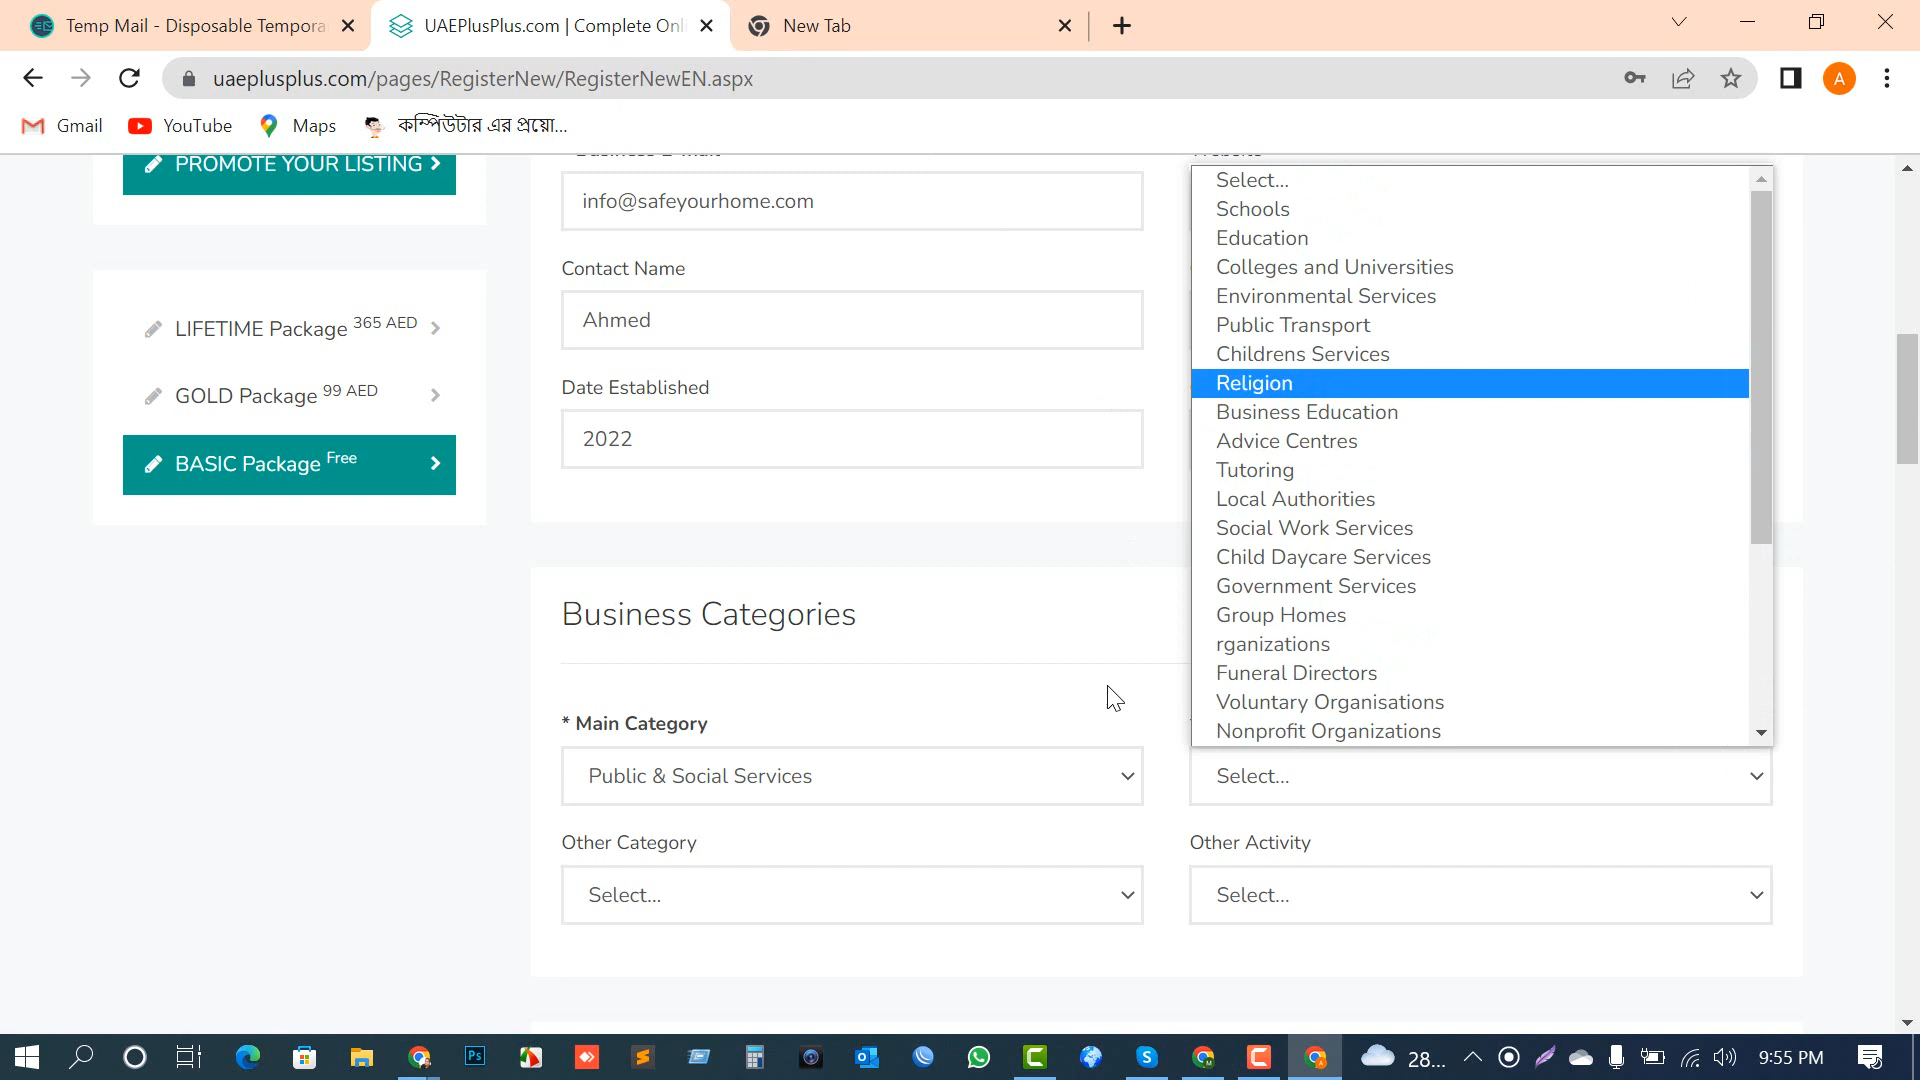 Temp Mail - Disposable Tempora
UAEPlusPlus.com | Complete Onli
New Tab
uaeplusplus.com/pages/RegisterNew/RegisterNewEN.aspx
A
Gmail
YouTube
Maps
কম্পিউটার এর প্রয়ো...
PROMOTE YOUR LISTING
LIFETIME Package 365 AED
GOLD Package 99 AED
BASIC Package Free
Business E-Mail
Website
info@safeyourhome.com
Contact Name
Ahmed
Date Established
2022
Select...
Schools
Education
Colleges and Universities
Environmental Services
Public Transport
Childrens Services
Religion
Business Education
Advice Centres
Tutoring
Local Authorities
Social Work Services
Child Daycare Services
Government Services
Group Homes
rganizations
Funeral Directors
Voluntary Organisations
Nonprofit Organizations
Business Categories
* Main Category
Public & Social Services
Select...
Other Category
Other Activity
Select...
Select...
28...
9:55 PM